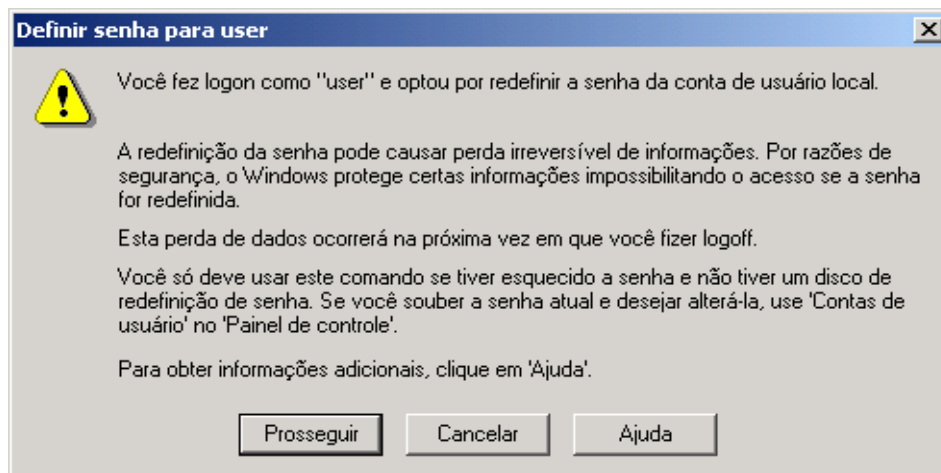 Definir senha para user
Você fez logon como "user" e optou por redefinir a senha da conta de usuário local.
A redefinição da senha pode causar perda irreversível de informações. Por razões de
segurança, o Windows protege certas informações impossibilitando o acesso se a senha
for redefinida.
Esta perda de dados ocorrerá na próxima vez em que você fizer logoff.
Você só deve usar este comando se tiver esquecido a senha e não tiver um disco de
redefinição de senha. Se você souber a senha atual e desejar alterá-la, use 'Contas de
usuário' no 'Painel de controle'.
Para obter informações adicionais, clique em 'Ajuda'.
Prosseguir Cancelar Ajuda